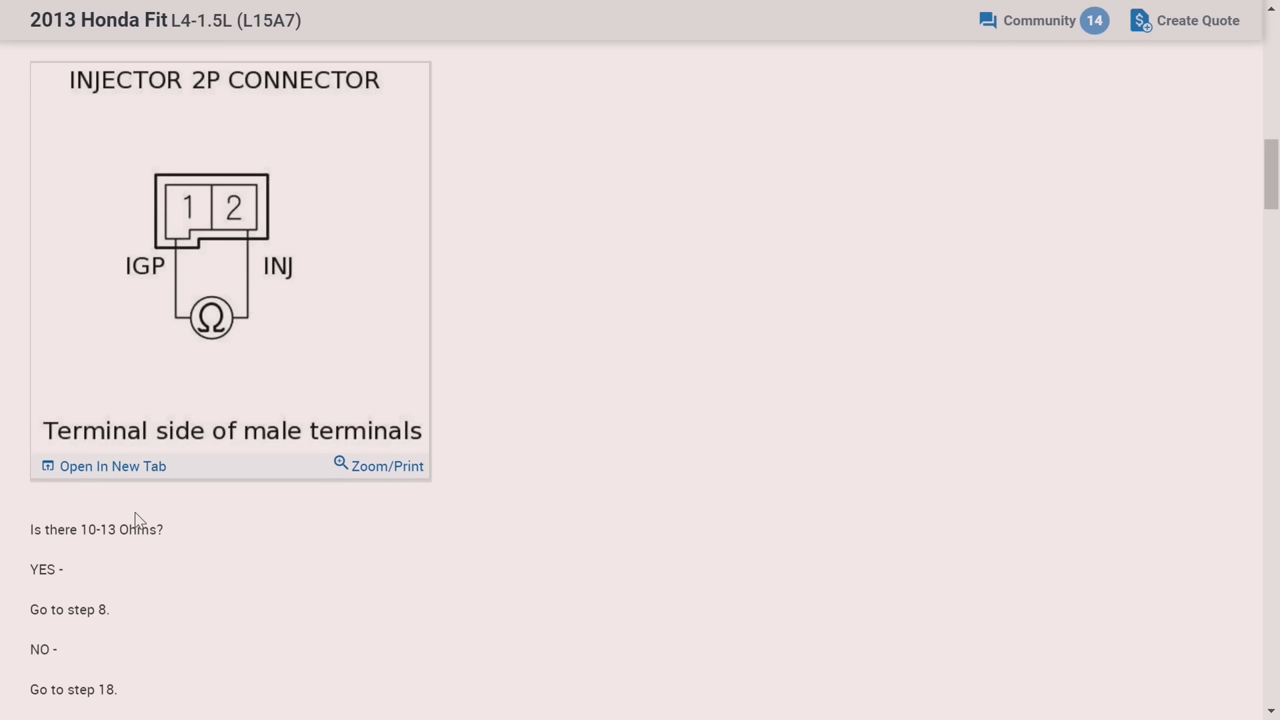 2013 Honda Fit L4-1.5L (L15A7)
Community 14
Create Quote
INJECTOR 2P CONNECTOR
1 2
IGP INJ
Ω
Terminal side of male terminals
Open In New Tab
Zoom/Print
Is there 10-13 Ohms?
YES -
Go to step 8.
NO -
Go to step 18.